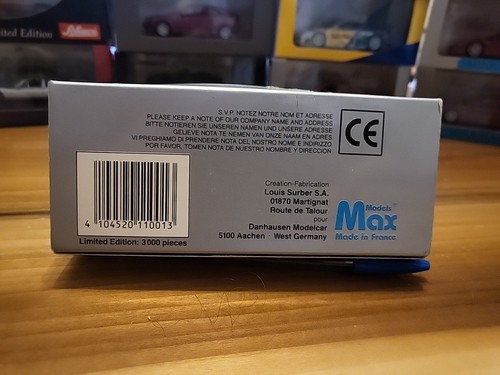 Limited Edition
Schuco
S.V.P. NOTEZ NOTRE NOM ET ADRESSE
PLEASE KEEP A NOTE OF OUR COMPANY NAME AND ADDRESS
BITTE NOTIEREN SIE UNSEREN NAMEN UND UNSERE ADRESSE
GELIEVE NOTA TE NEMEN VAN ONZE NAAM EN ADRES
VI PREGHIAMO DI PRENDERE NOTA DEL NOSTRO NOME E INDIRIZZO
POR FAVOR, TOMEN NOTA DE NUESTRO NOMBRE Y DIRECCION
CE
4 104520 110013
Limited Edition: 3000 pieces
Creation-Fabrication
Louis Surber S.A.
01870 Martignat
Route de Talour
pour
Danhausen Modelcar
5100 Aachen · West Germany
Models
Max
Made in France